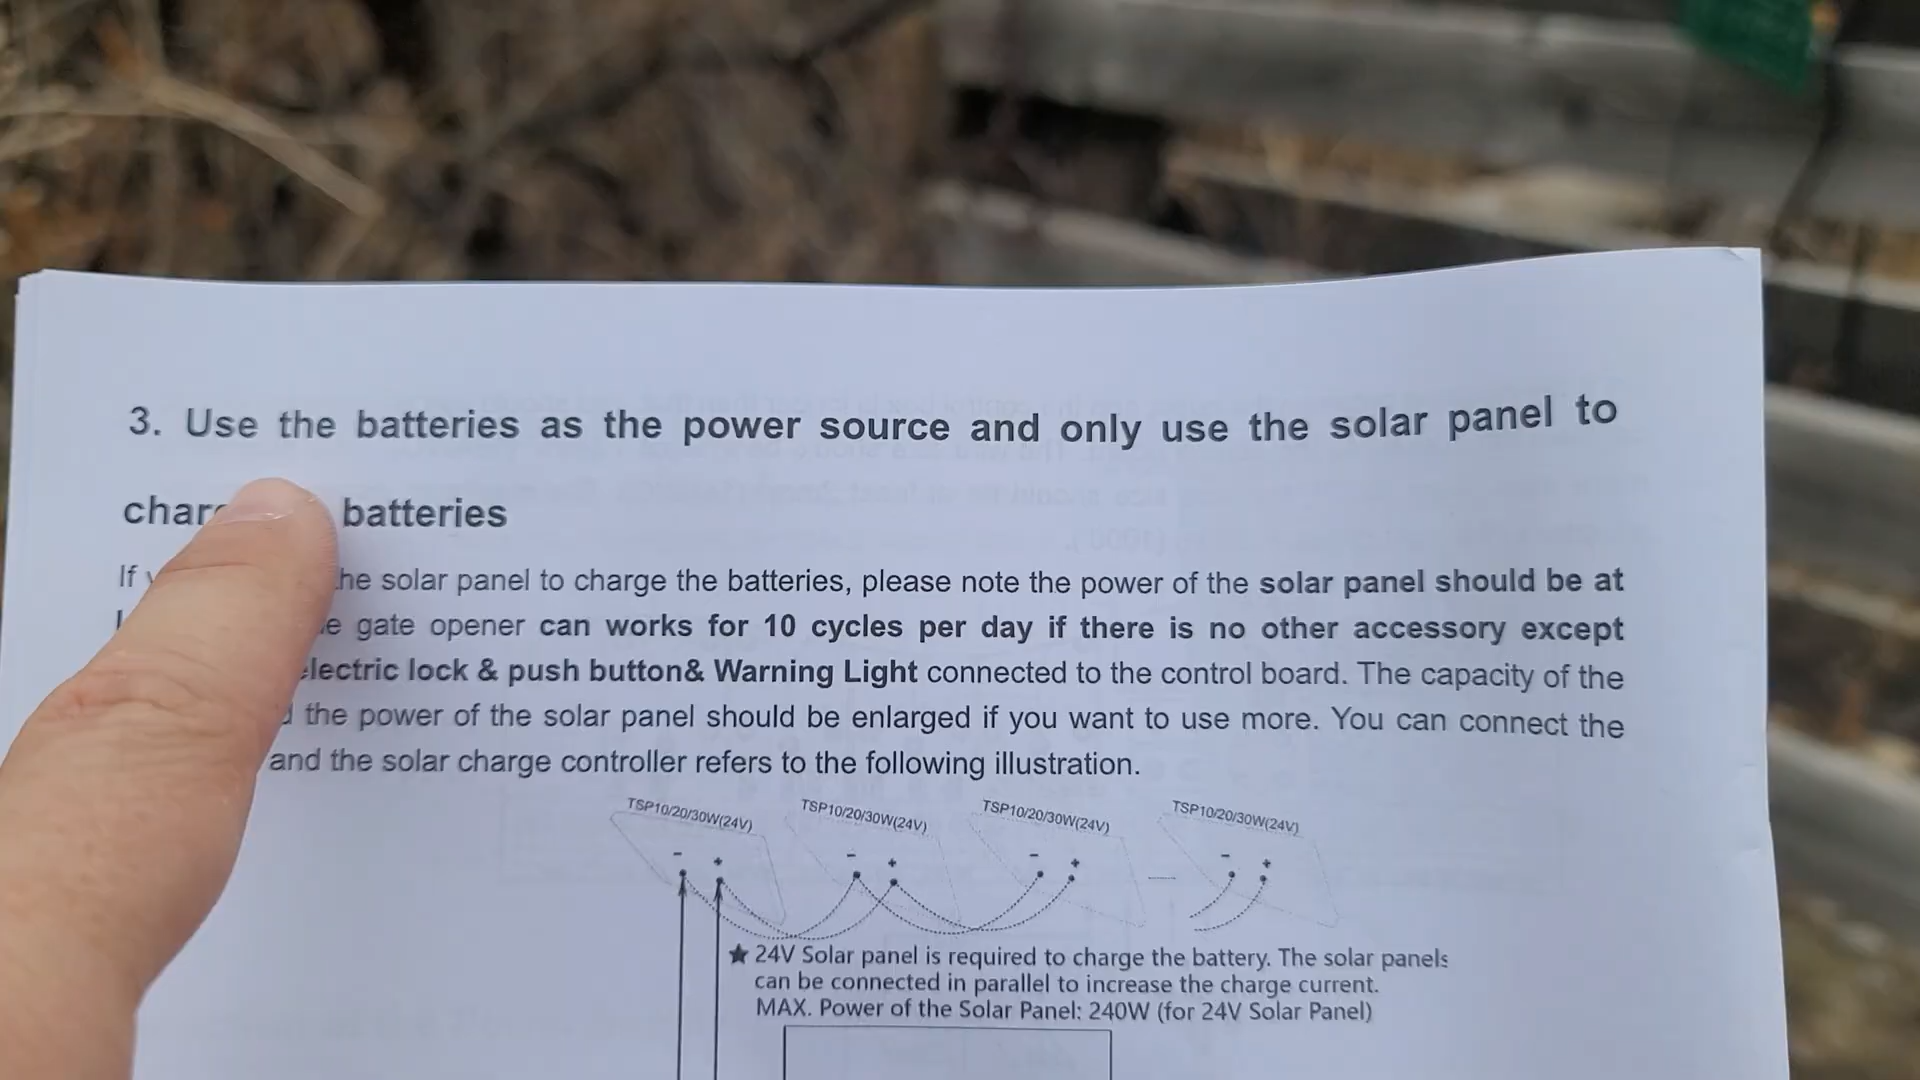 3. Use the batteries as the power source and only use the solar panel to
batteries
If he solar panel to charge the batteries, please note the power of the solar panel should be at
gate opener can works for 10 cycles per day if there is no other accessory except
lectric lock & push button& Warning Light connected to the control board. The capacity of the
the power of the solar panel should be enlarged if you want to use more. You can connect the
and the solar charge controller refers to the following illustration.
TSP10/20/30W(24V) TSP10/20/30W(24V) TSP10/20/30W(24V) TSP10/20/30W(24V)
- + - + - + - +
★ 24V Solar panel is required to charge the battery. The solar panels
can be connected in parallel to increase the charge current.
MAX. Power of the Solar Panel: 240W (for 24V Solar Panel)